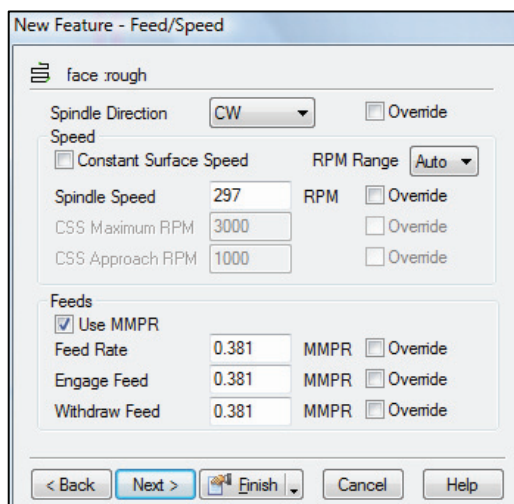 New Feature - Feed/Speed
face :rough
Spindle Direction CW Override
Speed
Constant Surface Speed RPM Range Auto
Spindle Speed 297 RPM Override
CSS Maximum RPM 3000 Override
CSS Approach RPM 1000 Override
Feeds
Use MMPR
Feed Rate 0.381 MMPR Override
Engage Feed 0.381 MMPR Override
Withdraw Feed 0.381 MMPR Override
< Back Next > Finish Cancel Help